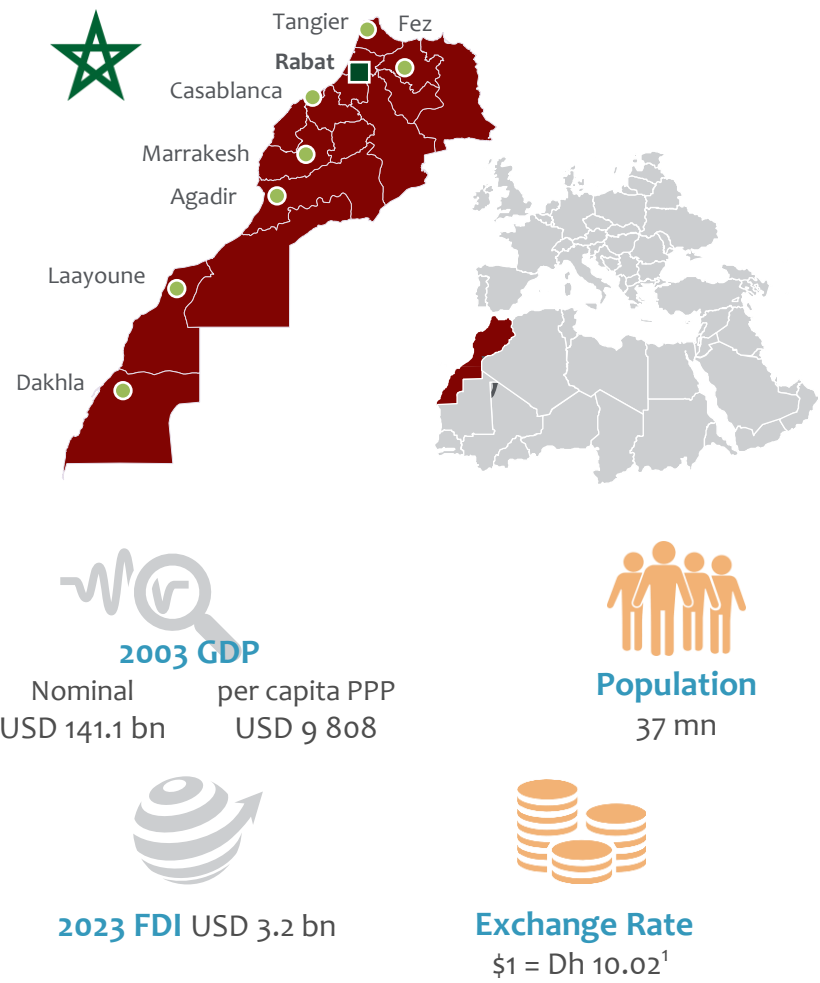 Tangier
Fez
Rabat
Casablanca
Marrakesh
Agadir
Laayoune
Dakhla
2003 GDP
Nominal
USD 141.1 bn
per capita PPP
USD 9 808
Population
37 mn
2023 FDI USD 3.2 bn
Exchange Rate
$1 = Dh 10.02¹